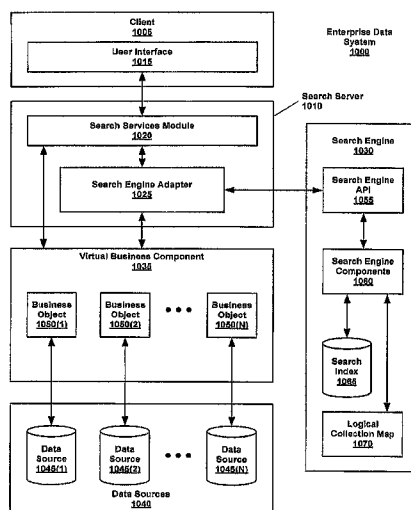 Client
1005
User Interface
1015
Enterprise Data
System
1000
Search Server
1010
Search Services Module
1020
Search Engine Adapter
1025
Search Engine
1030
Search Engine
API
1055
Search Engine
Components
1060
Search
Index
1065
Logical
Collection Map
1070
Virtual Business Component
1035
Business
Object
1050(1)
Business
Object
1050(2)
Business
Object
1050(N)
Data
Source
1045(1)
Data
Source
1045(2)
Data
Source
1045(N)
Data Sources
1040